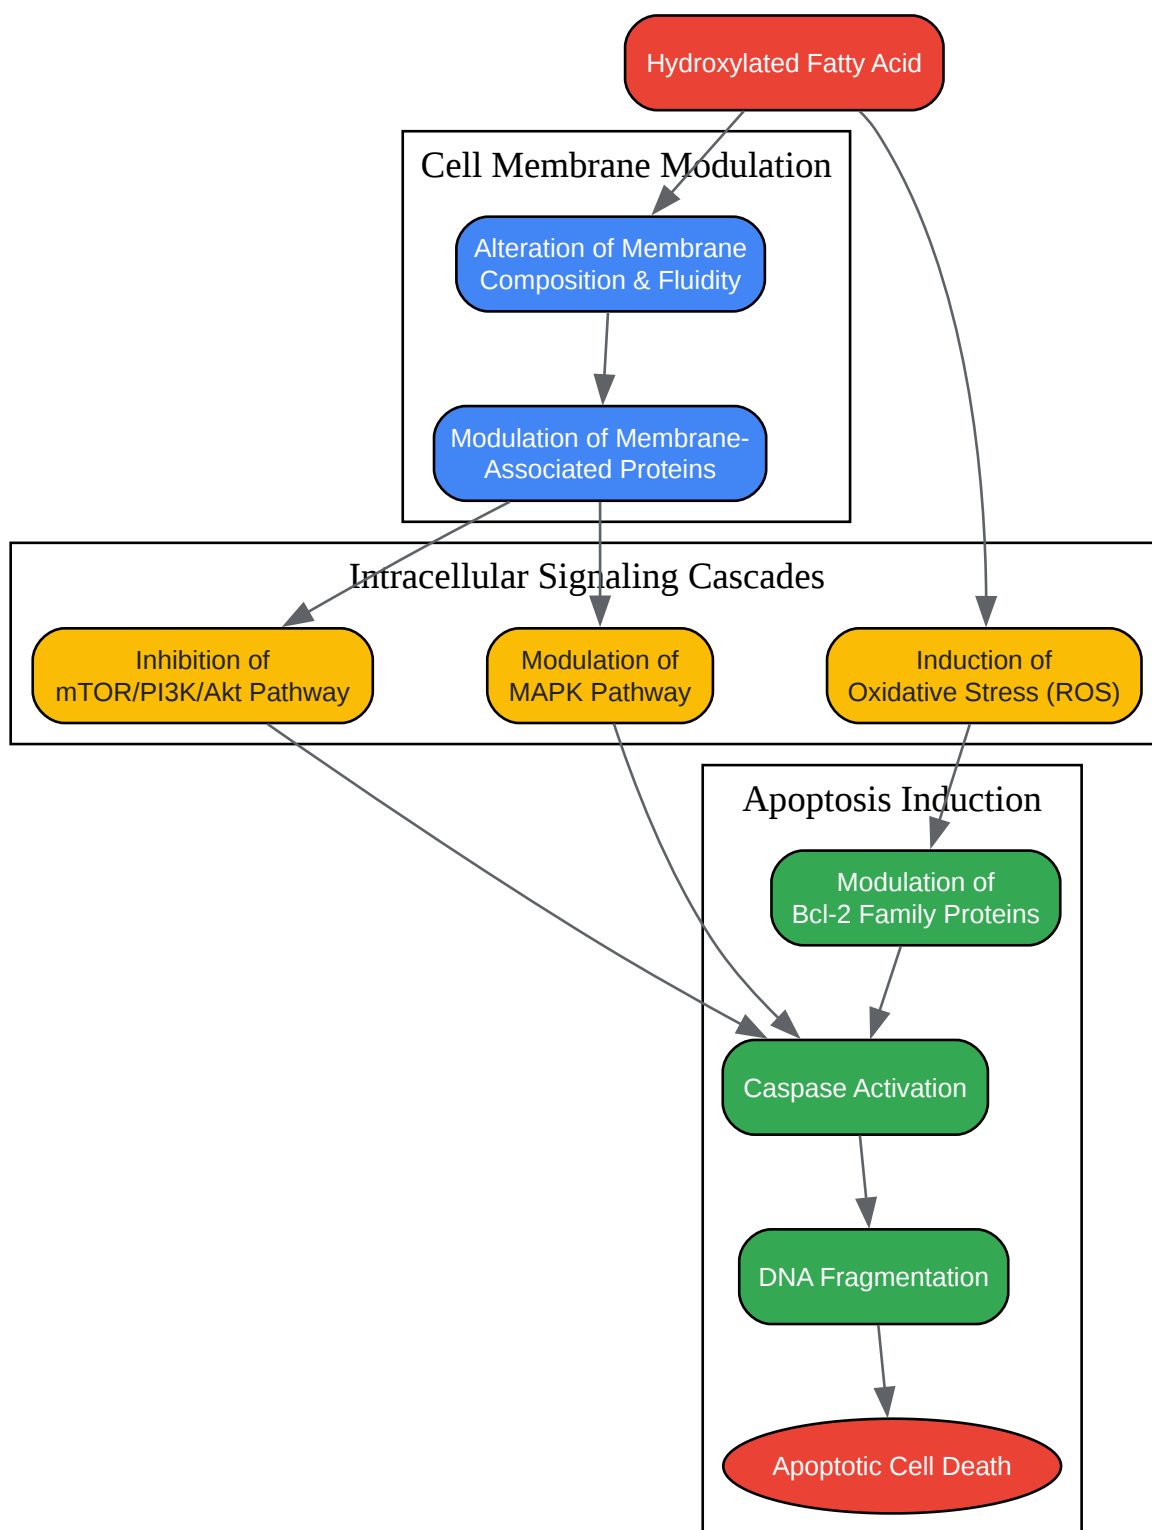 Hydroxylated Fatty Acid
Cell Membrane Modulation
Alteration of Membrane
Composition & Fluidity
Modulation of Membrane-
Associated Proteins
Intracellular Signaling Cascades
Inhibition of
mTOR/PI3K/Akt Pathway
Modulation of
MAPK Pathway
Induction of
Oxidative Stress (ROS)
Apoptosis Induction
Modulation of
Bcl-2 Family Proteins
Caspase Activation
DNA Fragmentation
Apoptotic Cell Death